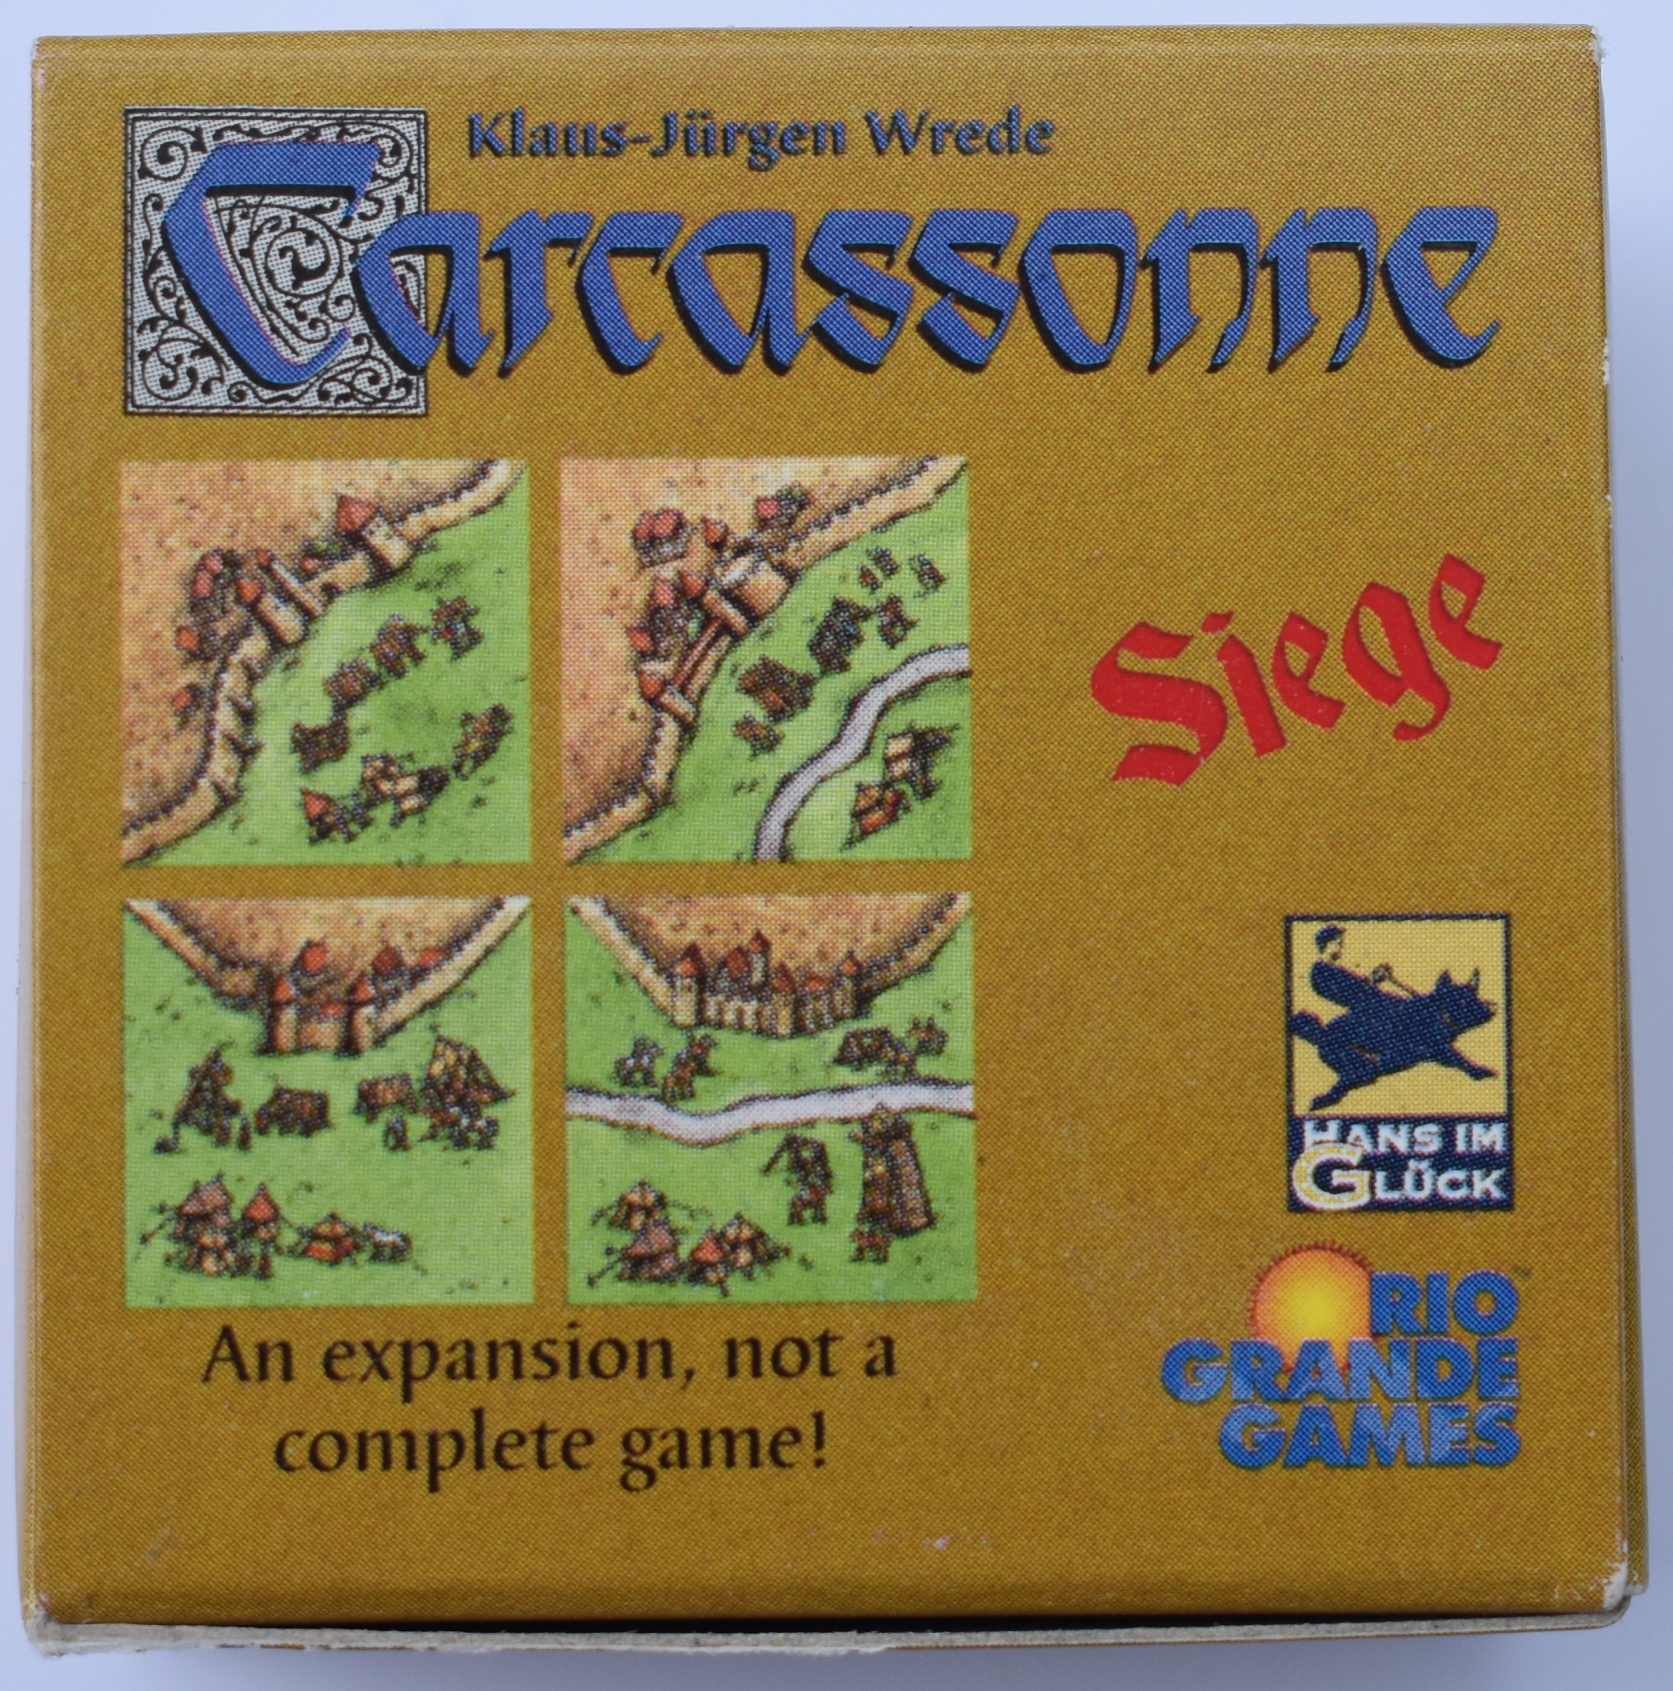 Klaus-Jürgen Wrede
Carcassonne
Siege
HANS IM
GLÜCK
RIO
GRANDE
GAMES
An expansion, not a
complete game!